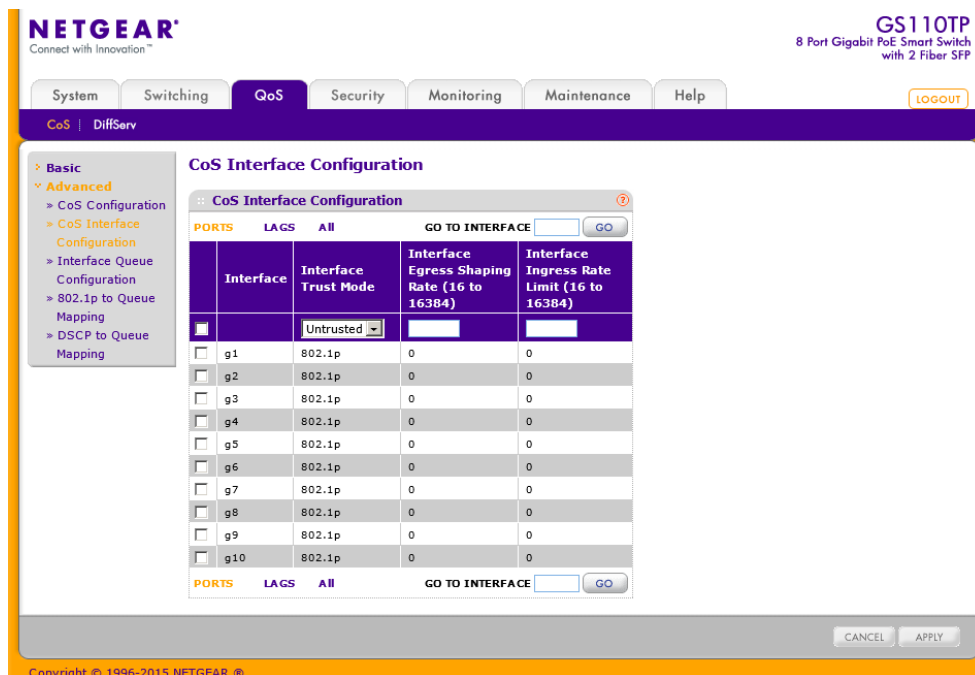 NETGEAR®
Connect with Innovation™
GS110TP
8 Port Gigabit PoE Smart Switch
with 2 Fiber SFP
System Switching QoS Security Monitoring Maintenance Help
LOGOUT
CoS | DiffServ
Basic
Advanced
» CoS Configuration
» CoS Interface
Configuration
» Interface Queue
Configuration
» 802.1p to Queue
Mapping
» DSCP to Queue
Mapping
CoS Interface Configuration
CoS Interface Configuration ?
PORTS LAGS All GO TO INTERFACE GO
Interface Interface Trust Mode Interface Egress Shaping Rate (16 to 16384) Interface Ingress Rate Limit (16 to 16384)
Untrusted
g1 802.1p 0 0
g2 802.1p 0 0
g3 802.1p 0 0
g4 802.1p 0 0
g5 802.1p 0 0
g6 802.1p 0 0
g7 802.1p 0 0
g8 802.1p 0 0
g9 802.1p 0 0
g10 802.1p 0 0
PORTS LAGS All GO TO INTERFACE GO
CANCEL APPLY
Copyright © 1996-2015 NETGEAR ®